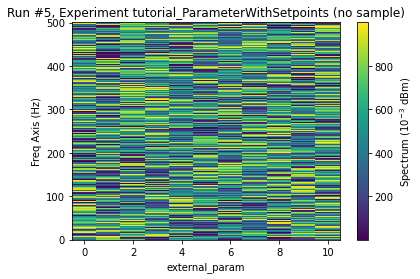 Run #5, Experiment tutorial_ParameterWithSetpoints (no sample)
500
400
300
200
100
0
Freq Axis (Hz)
0 2 4 6 8 10
external_param
800
600
400
200
Spectrum (10⁻³ dBm)